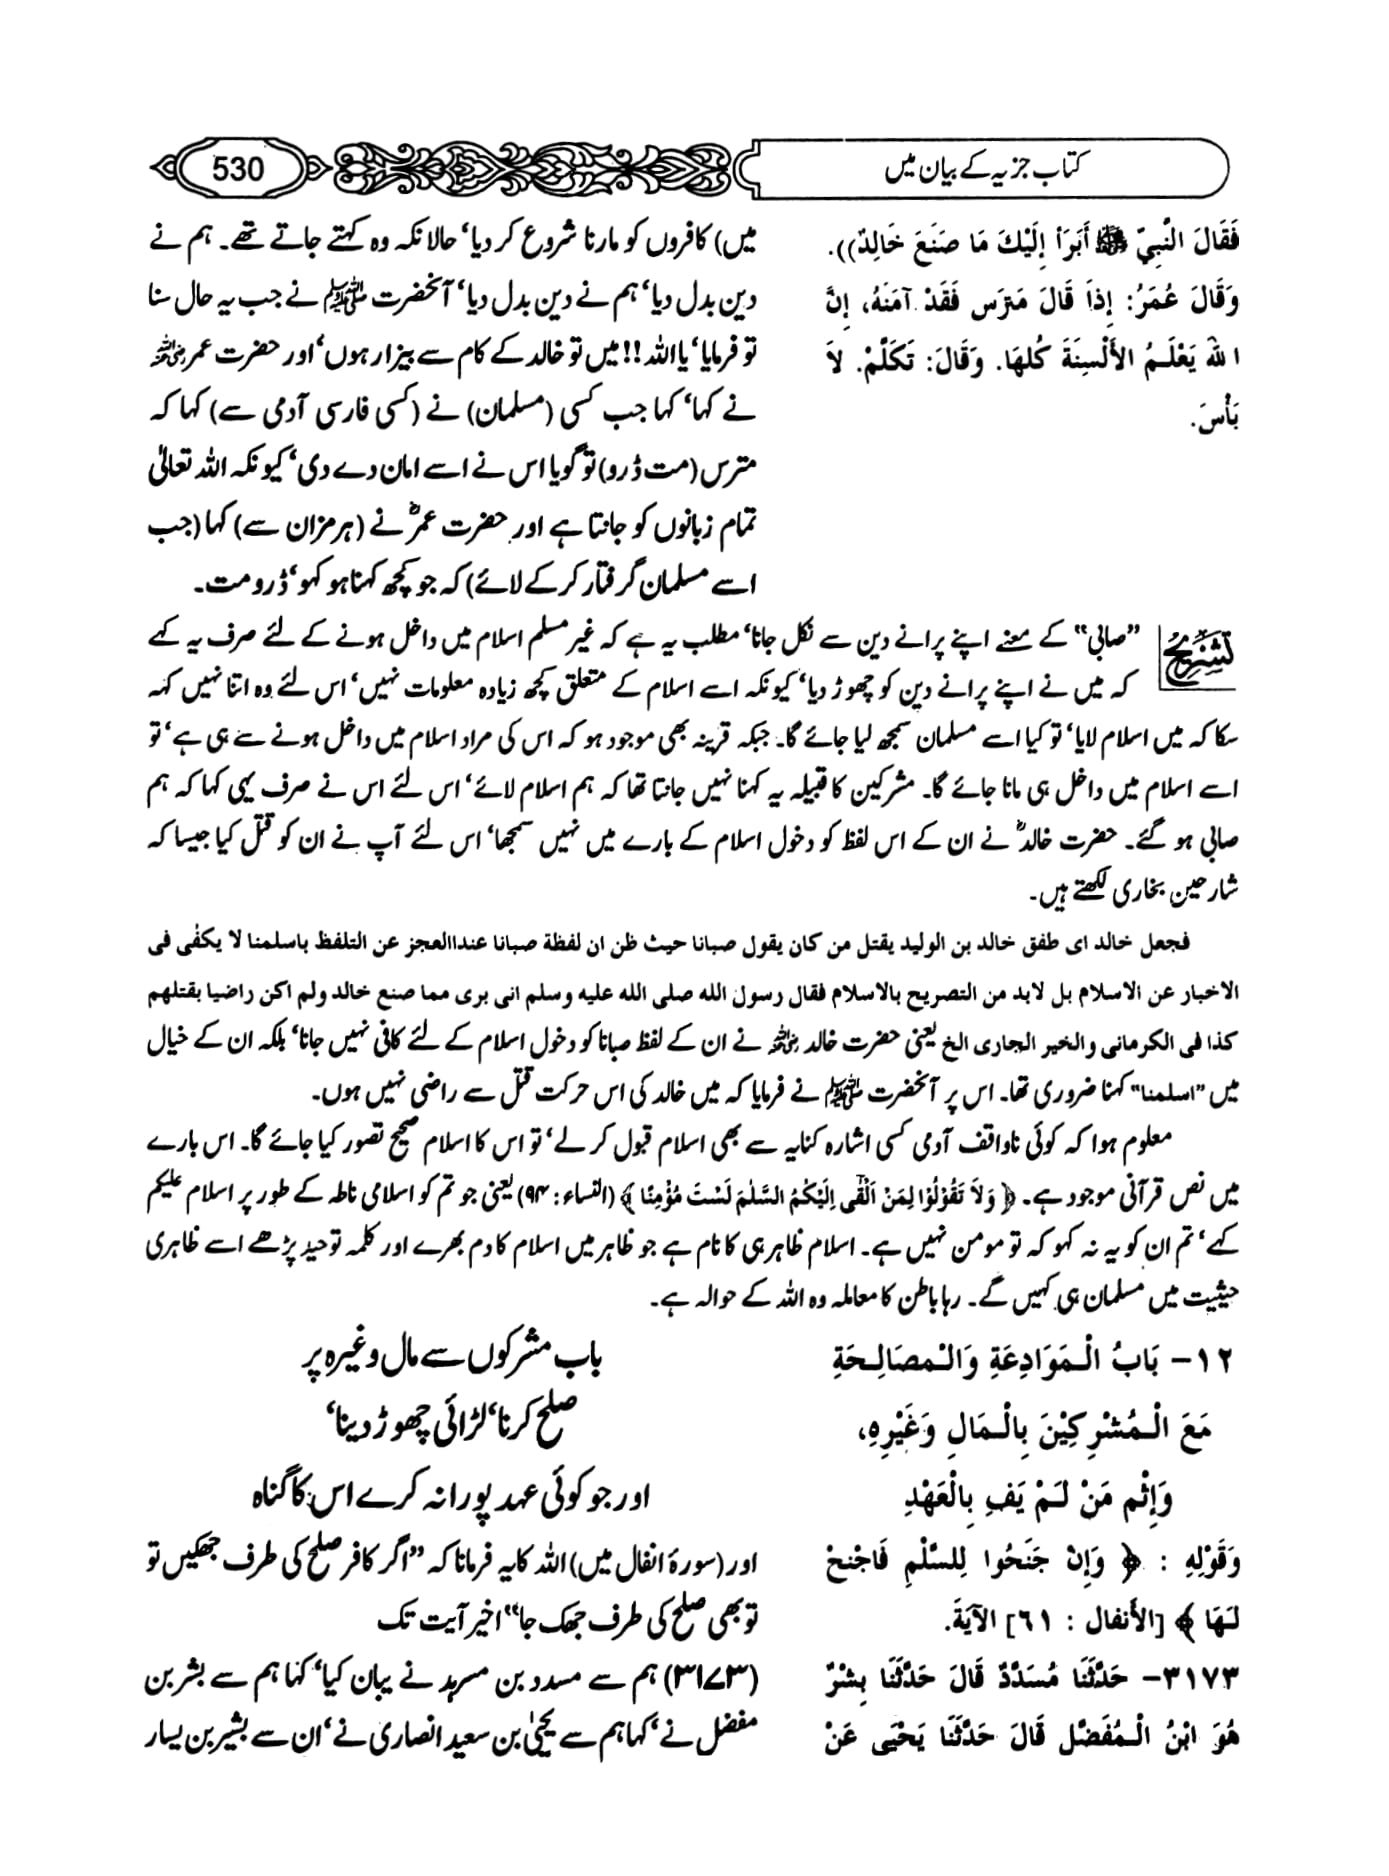 کتاب جزیہ کے بیان میں
530
فَقَالَ النَّبِيّ ﷺ أَبَرَأُ إِلَيْكَ مَا صَنَعَ خَالِدٌ)).
وَقَالَ عُمَرُ: إِذَا قَالَ مَتَرَس فَقَدْ آمَنَهُ، إِنَّ
اللهَ يَعْلَمُ الأَلْسِنَةَ كُلهَا. وَقَالَ: تَكَلَّمْ. لاَ
بَأْسَ.
میں) کافروں کو مارنا شروع کر دیا‘ حالانکہ وہ کہتے جاتے تھے۔ ہم نے
دین بدل دیا‘ ہم نے دین بدل دیا‘ آنحضرت ﷺ نے جب یہ حال سنا
تو فرمایا‘ یا اللہ !! میں تو خالد کے کام سے بیزار ہوں‘ اور حضرت عمر رضی اللہ عنہ
نے کہا‘ کہا جب کسی (مسلمان) نے (کسی فارسی آدمی سے) کہا کہ
مترس (مت ڈرو) تو گویا اس نے اسے امان دے دی‘ کیونکہ اللہ تعالیٰ
تمام زبانوں کو جانتا ہے اور حضرت عمرؓ نے (ہرمزان سے) کہا (جب
اسے مسلمان گرفتار کر کے لائے) کہ جو کچھ کہنا ہو کہو‘ ڈرو مت۔
تشریح ”صابی“ کے معنے اپنے پرانے دین سے نکل جانا‘ مطلب یہ ہے کہ غیر مسلم اسلام میں داخل ہونے کے لئے صرف یہ کہے
کہ میں نے اپنے پرانے دین کو چھوڑ دیا‘ کیونکہ اسے اسلام کے متعلق کچھ زیادہ معلومات نہیں‘ اس لئے وہ اتنا نہیں کہہ
سکا کہ میں اسلام لایا‘ تو کیا اسے مسلمان سمجھ لیا جائے گا۔ جبکہ قرینہ بھی موجود ہو کہ اس کی مراد اسلام میں داخل ہونے سے ہی ہے‘ تو
اسے اسلام میں داخل ہی مانا جائے گا۔ مشرکین کا قبیلہ یہ کہنا نہیں جانتا تھا کہ ہم اسلام لائے‘ اس لئے اس نے صرف یہی کہا کہ ہم
صابی ہو گئے۔ حضرت خالدؓ نے ان کے اس لفظ کو دخول اسلام کے بارے میں نہیں سمجھا‘ اس لئے آپ نے ان کو قتل کیا جیسا کہ
شارحین بخاری لکھتے ہیں۔
فجعل خالد ای طفق خالد بن الولید یقتل من کان یقول صبانا حیث ظن ان لفظة صبانا عندالعجز عن التلفظ باسلمنا لا یکفی فی
الاخبار عن الاسلام بل لابد من التصریح بالاسلام فقال رسول الله صلی الله علیه وسلم انی بری مما صنع خالد ولم اکن راضیا بقتلهم
کذا فی الکرمانی والخیر الجاری الخ یعنی حضرت خالد رضی اللہ عنہ نے ان کے لفظ صبانا کو دخول اسلام کے لئے کافی نہیں جانا‘ بلکہ ان کے خیال
میں ”اسلمنا“ کہنا ضروری تھا۔ اس پر آنحضرت ﷺ نے فرمایا کہ میں خالد کی اس حرکت قتل سے راضی نہیں ہوں۔
معلوم ہوا کہ کوئی ناواقف آدمی کسی اشارہ کنایہ سے بھی اسلام قبول کر لے‘ تو اس کا اسلام صحیح تصور کیا جائے گا۔ اس بارے
میں نص قرآنی موجود ہے۔ ﴿ وَلاَ تَقُوْلُوْا لِمَنْ اَلْقٰٓى اِلَيْكُمُ السَّلٰمَ لَسْتَ مُؤْمِنًا ﴾ (النساء: ۹۴) یعنی جو تم کو اسلامی ناطہ کے طور پر اسلام علیکم
کہے‘ تم ان کو یہ نہ کہو کہ تو مومن نہیں ہے۔ اسلام ظاہر ہی کا نام ہے جو ظاہر میں اسلام کا دم بھرے اور کلمہ توحید پڑھے اسے ظاہری
حیثیت میں مسلمان ہی کہیں گے۔ رہا باطن کا معاملہ وہ اللہ کے حوالہ ہے۔
١٢- بَابُ الْمَوَادِعَةِ وَالْمصَالِحَةِ
مَعَ الْمُشْرِكِيْنَ بِالْمَالِ وَغَيْرِهِ،
وَإِثْمِ مَنْ لَمْ يَفِ بِالْعَهْدِ
وَقَوْلِهِ : ﴿ وَإِنْ جَنَحُوا لِلسَّلْمِ فَاجْنحْ
لَهَا ﴾ [الأَنفال : ٦١] الآيَةَ.
٣١٧٣- حَدَّثَنَا مُسَدَّدٌ قَالَ حَدَّثَنَا بِشْرٌ
هُوَ ابْنُ الْمُفَضَّل قَالَ حَدَّثَنَا يَحْيَى عَنْ
باب مشرکوں سے مال وغیرہ پر
صلح کرنا‘ لڑائی چھوڑ دینا‘
اور جو کوئی عہد پورا نہ کرے اس کا گناہ
اور (سورۂ انفال میں) اللہ کا یہ فرمانا کہ ”اگر کافر صلح کی طرف جھکیں تو
تو بھی صلح کی طرف جھک جا“ اخیر آیت تک
(۳۱۷۳) ہم سے مسدد بن مسرہد نے بیان کیا‘ کہا ہم سے بشر بن
مفضل نے‘ کہا ہم سے یحییٰ بن سعید انصاری نے‘ ان سے بشیر بن یسار